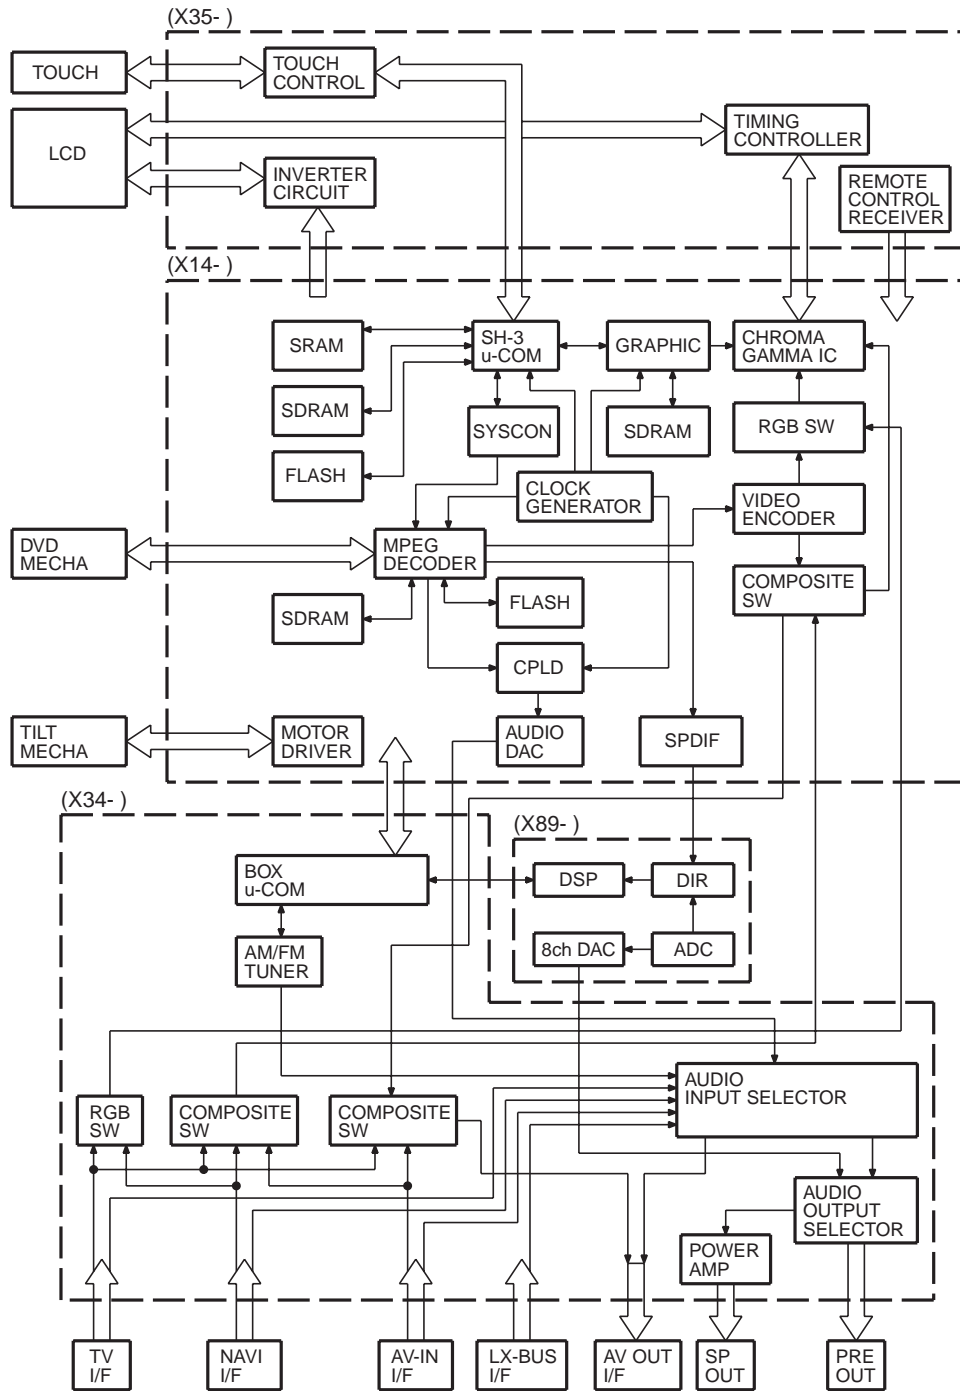 (X35- )
TOUCH
TOUCH
CONTROL
LCD
TIMING
CONTROLLER
INVERTER
CIRCUIT
REMOTE
CONTROL
RECEIVER
(X14- )
SRAM
SH-3
u-COM
GRAPHIC
CHROMA
GAMMA IC
SDRAM
SYSCON
SDRAM
RGB SW
FLASH
CLOCK
GENERATOR
VIDEO
ENCODER
DVD
MECHA
MPEG
DECODER
SDRAM
FLASH
COMPOSITE
SW
CPLD
TILT
MECHA
MOTOR
DRIVER
AUDIO
DAC
SPDIF
(X34- )
(X89- )
BOX
u-COM
DSP
DIR
AM/FM
TUNER
8ch DAC
ADC
RGB
SW
COMPOSITE
SW
COMPOSITE
SW
AUDIO
INPUT SELECTOR
AUDIO
OUTPUT
SELECTOR
POWER
AMP
TV
I/F
NAVI
I/F
AV-IN
I/F
LX-BUS
I/F
AV OUT
I/F
SP
OUT
PRE
OUT